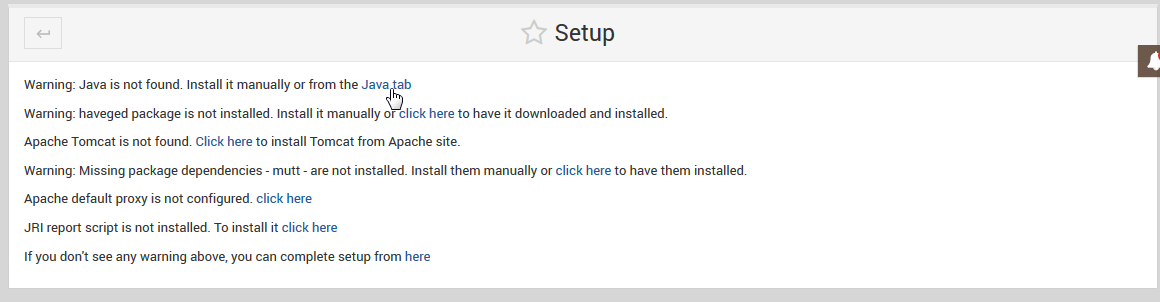 Setup
Warning: Java is not found. Install it manually or from the Java tab
Warning: haveged package is not installed. Install it manually or click here to have it downloaded and installed.
Apache Tomcat is not found. Click here to install Tomcat from Apache site.
Warning: Missing package dependencies - mutt - are not installed. Install them manually or click here to have them installed.
Apache default proxy is not configured. click here
JRI report script is not installed. To install it click here
If you don't see any warning above, you can complete setup from here